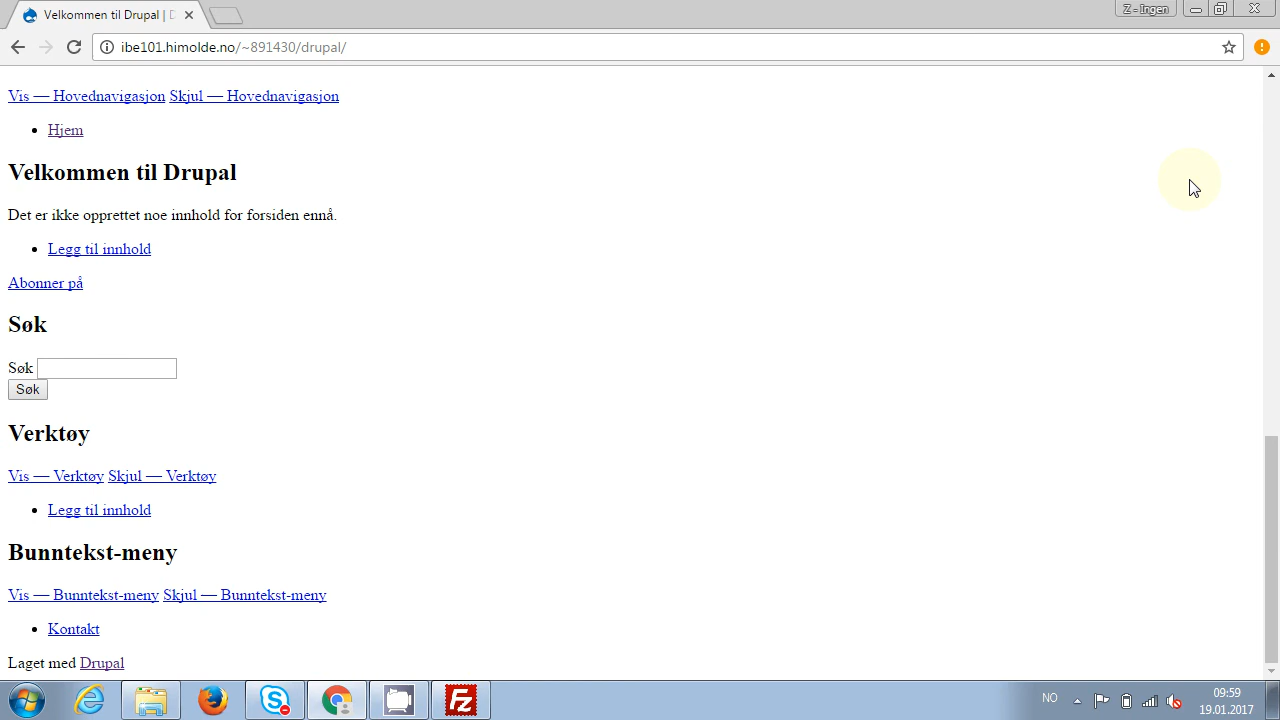 Velkommen til Drupal | D
Z - Ingen
ibe101.himolde.no/~891430/drupal/
Vis — Hovednavigasjon Skjul — Hovednavigasjon
Hjem
Velkommen til Drupal
Det er ikke opprettet noe innhold for forsiden ennå.
Legg til innhold
Abonner på
Søk
Søk
Søk
Verktøy
Vis — Verktøy Skjul — Verktøy
Legg til innhold
Bunntekst-meny
Vis — Bunntekst-meny Skjul — Bunntekst-meny
Kontakt
Laget med Drupal
NO
09:59
19.01.2017